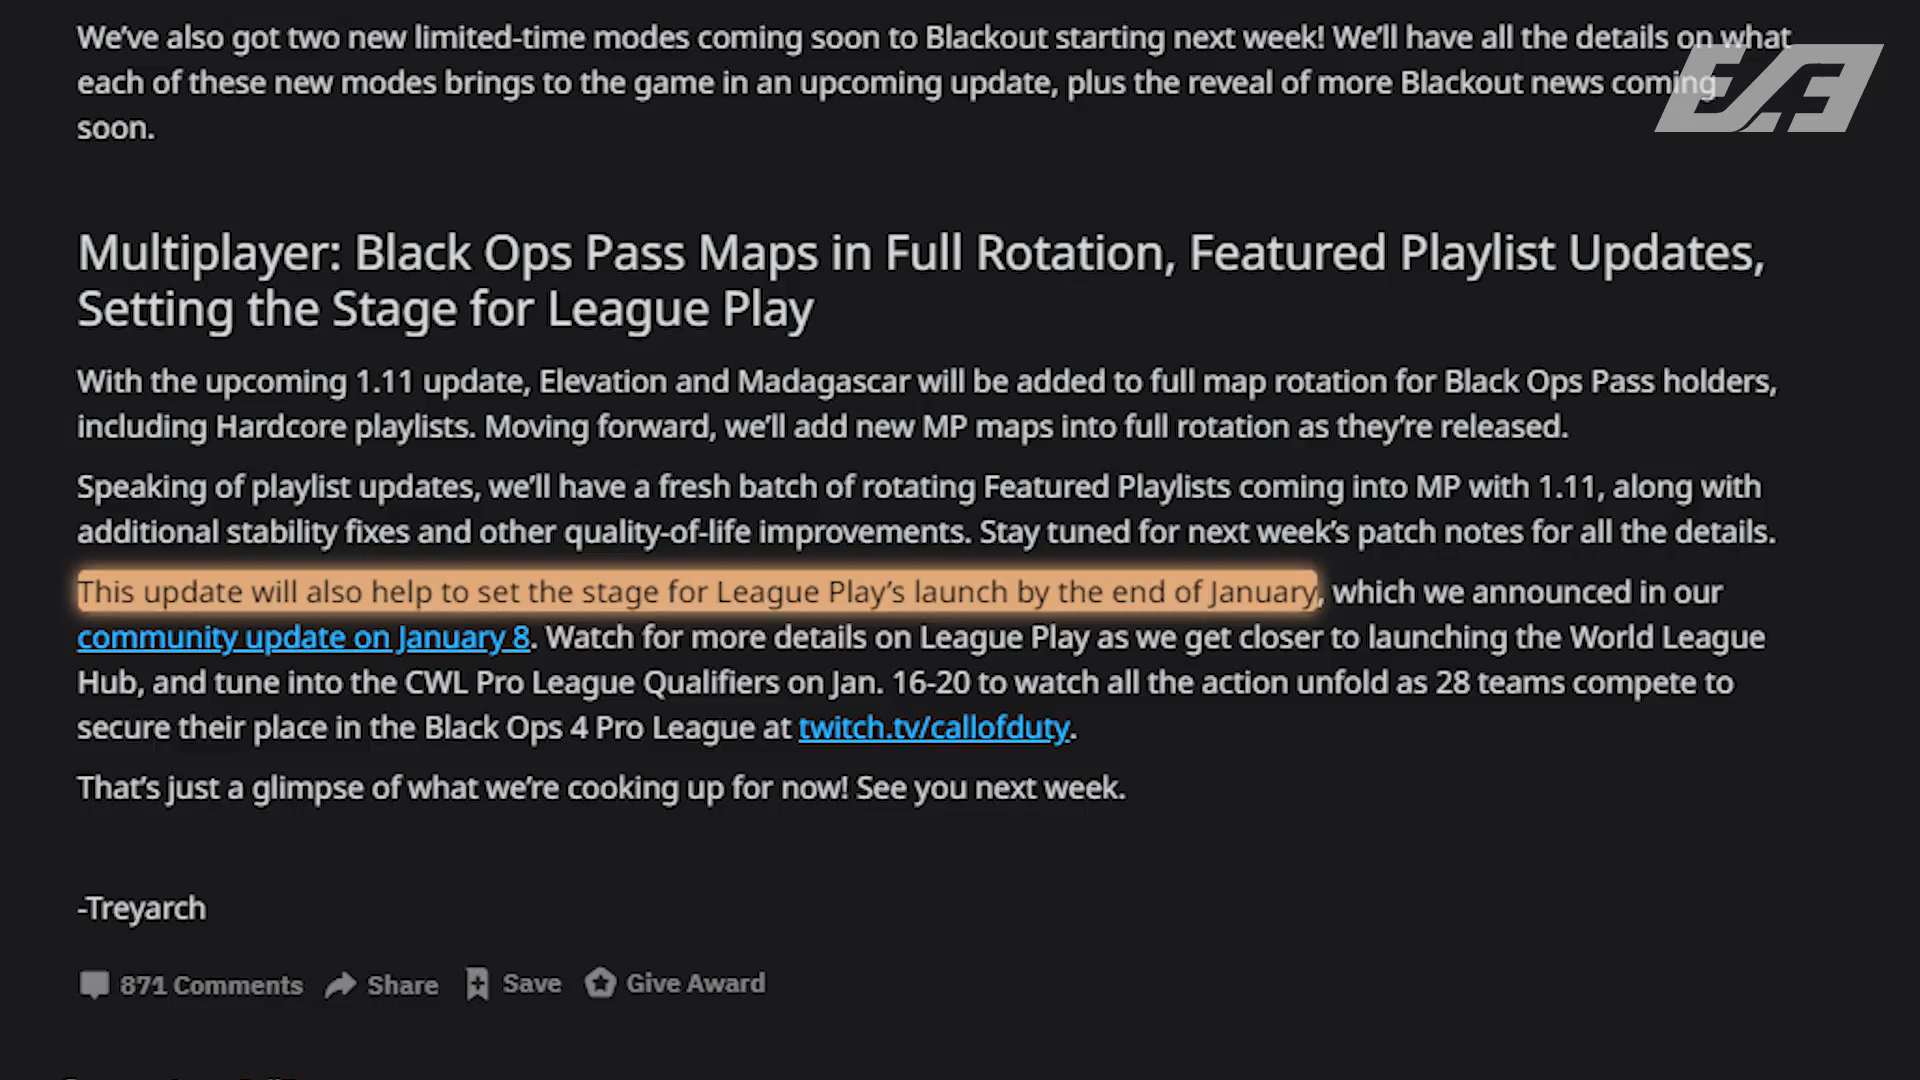 We've also got two new limited-time modes coming soon to Blackout starting next week! We'll have all the details on what
each of these new modes brings to the game in an upcoming update, plus the reveal of more Blackout news coming
soon.
Multiplayer: Black Ops Pass Maps in Full Rotation, Featured Playlist Updates,
Setting the Stage for League Play
With the upcoming 1.11 update, Elevation and Madagascar will be added to full map rotation for Black Ops Pass holders,
including Hardcore playlists. Moving forward, we'll add new MP maps into full rotation as they're released.
Speaking of playlist updates, we'll have a fresh batch of rotating Featured Playlists coming into MP with 1.11, along with
additional stability fixes and other quality-of-life improvements. Stay tuned for next week's patch notes for all the details.
This update will also help to set the stage for League Play's launch by the end of January, which we announced in our
community update on January 8. Watch for more details on League Play as we get closer to launching the World League
Hub, and tune into the CWL Pro League Qualifiers on Jan. 16-20 to watch all the action unfold as 28 teams compete to
secure their place in the Black Ops 4 Pro League at twitch.tv/callofduty.
That's just a glimpse of what we're cooking up for now! See you next week.
-Treyarch
871 Comments Share Save Give Award